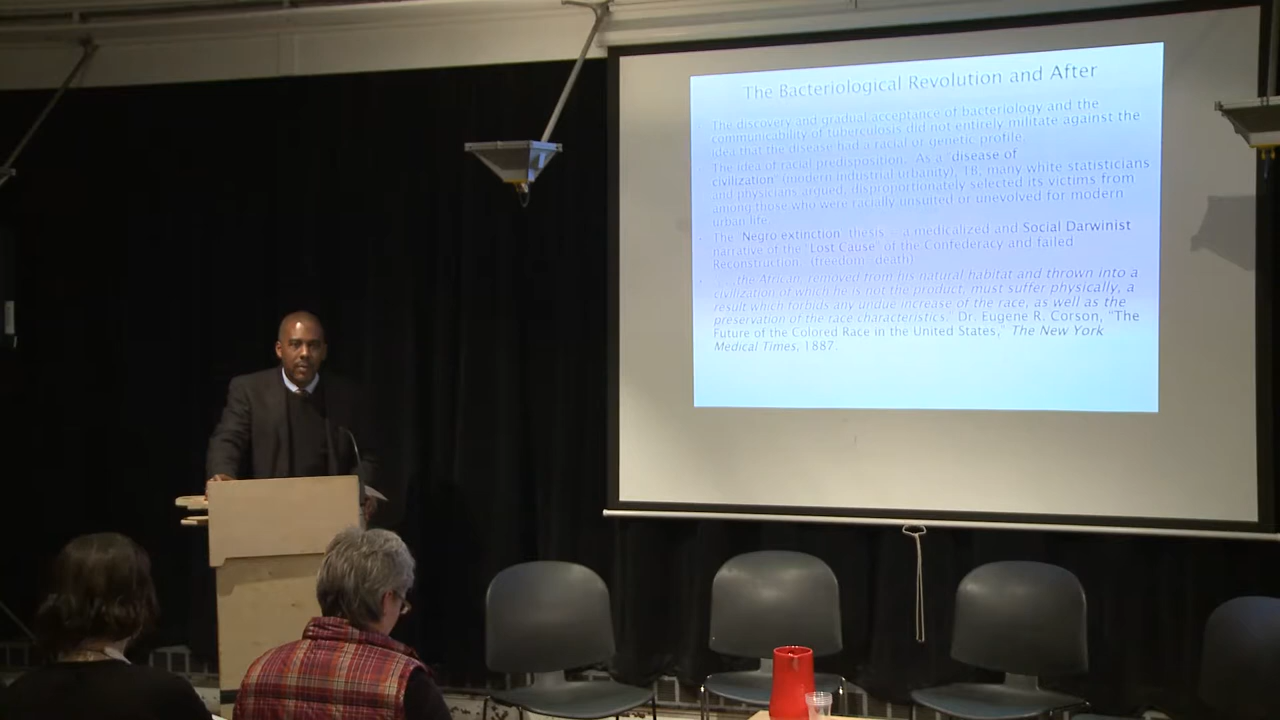 The Bacteriological Revolution and After
The discovery and gradual acceptance of bacteriology and the
communicability of tuberculosis did not entirely militate against the
idea that the disease had a racial or genetic profile.
The idea of racial predisposition. As a "disease of
civilization" (modern industrial urbanity), TB, many white statisticians
and physicians argued, disproportionately selected its victims from
among those who were racially unsuited or unevolved for modern
urban life.
The "Negro extinction" thesis – a medicalized and Social Darwinist
narrative of the "Lost Cause" of the Confederacy and failed
Reconstruction. (freedom=death)
"...the African, removed from his natural habitat and thrown into a
civilization of which he is not the product, must suffer physically, a
result which forbids any undue increase of the race, as well as the
preservation of the race characteristics." Dr. Eugene R. Corson, "The
Future of the Colored Race in the United States," The New York
Medical Times, 1887.